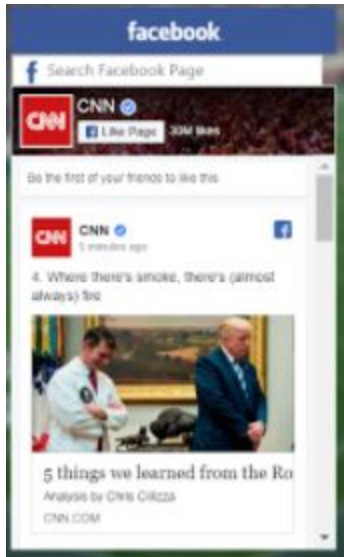 facebook
f Search Facebook Page
CNN
CNN
Like Page
30M likes
Be the first of your friends to like this
CNN
CNN
5 minutes ago
4. Where there's smoke, there's (almost
always) fire
5 things we learned from the Ro
Analysis by Chris Cillizza
CNN.COM